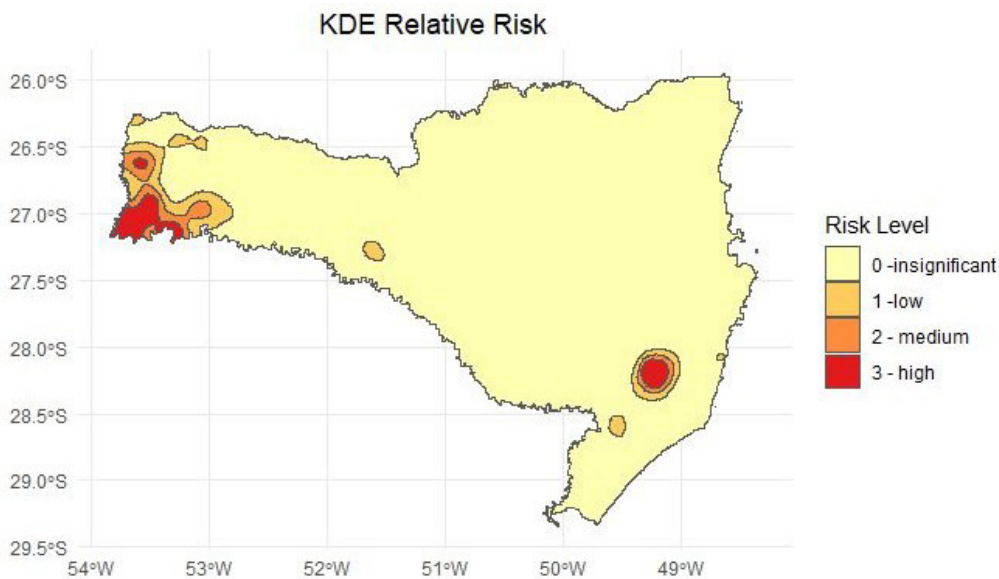 KDE Relative Risk
26.0°S
26.5°S
27.0°S
27.5°S
28.0°S
28.5°S
29.0°S
29.5°S
54°W 53°W 52°W 51°W 50°W 49°W
Risk Level
0 -insignificant
1 -low
2 - medium
3 - high